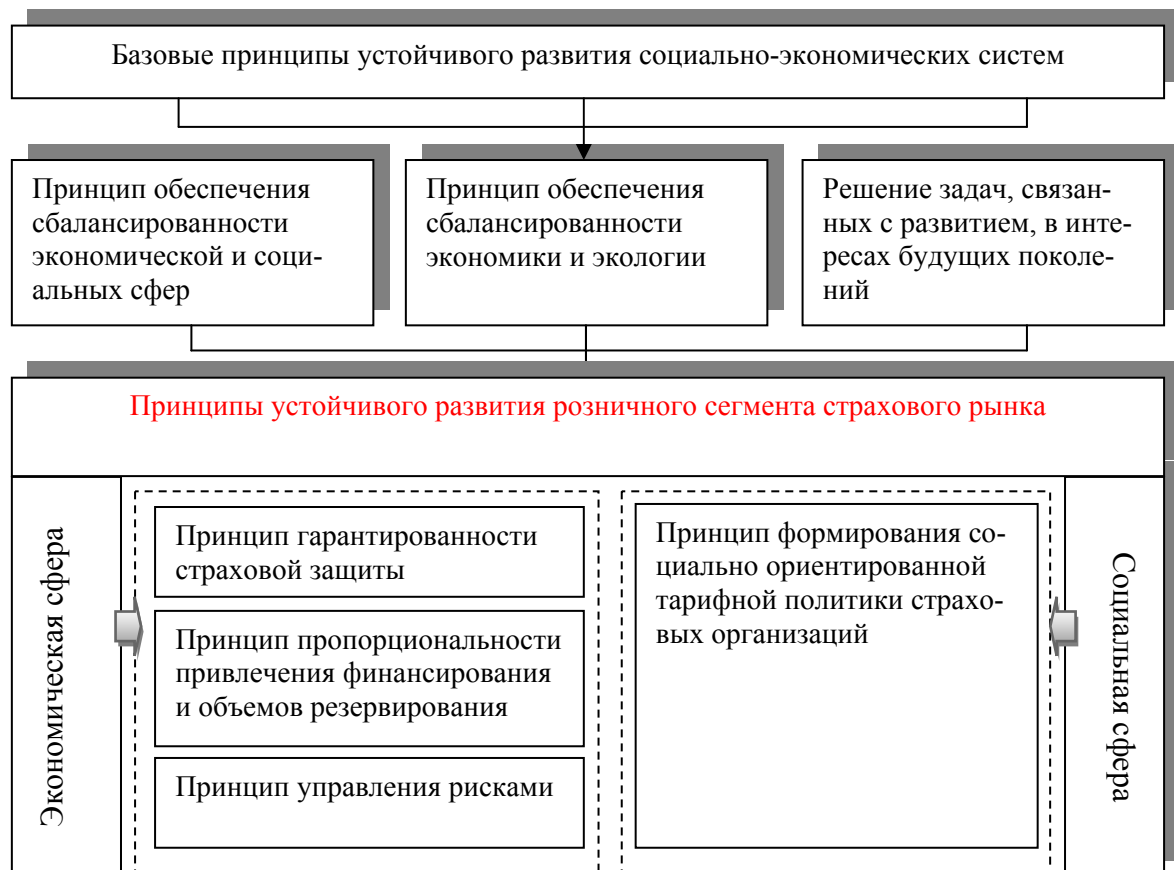 Базовые принципы устойчивого развития социально-экономических систем
Принцип обеспечения
сбалансированности
экономической и соци-
альных сфер
Принцип обеспечения
сбалансированности
экономики и экологии
Решение задач, связан-
ных с развитием, в инте-
ресах будущих поколе-
ний
Принципы устойчивого развития розничного сегмента страхового рынка
Экономическая сфера
Принцип гарантированности
страховой защиты
Принцип пропорциональности
привлечения финансирования
и объемов резервирования
Принцип управления рисками
Принцип формирования со-
циально ориентированной
тарифной политики страхо-
вых организаций
Социальная сфера